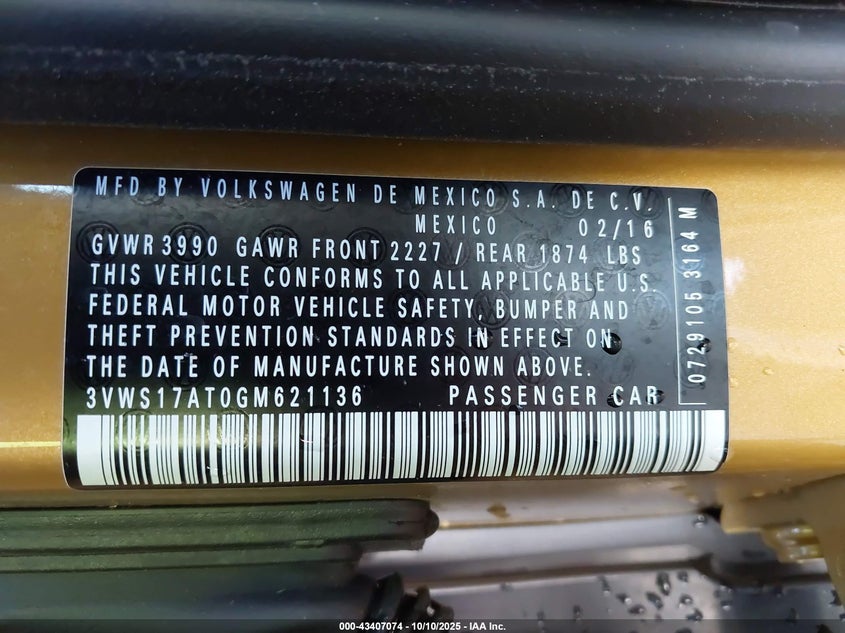 MFD BY VOLKSWAGEN DE MEXICO S.A. DE C.V.
MEXICO 02/16
GVWR 3990 GAWR FRONT 2227 / REAR 1874 LBS
THIS VEHICLE CONFORMS TO ALL APPLICABLE U.S.
FEDERAL MOTOR VEHICLE SAFETY, BUMPER AND
THEFT PREVENTION STANDARDS IN EFFECT ON
THE DATE OF MANUFACTURE SHOWN ABOVE.
3VWS17AT0GM621136 PASSENGER CAR
0729105 3164 M
000-43407074 - 10/10/2025 - IAA Inc.